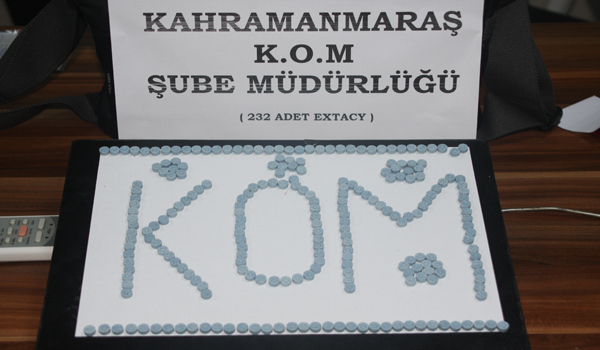 KAHRAMANMARAŞ
K.O.M
ŞUBE MÜDÜRLÜĞÜ
( 232 ADET EXTACY )
KOM